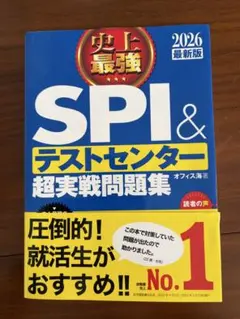 史上
最強
2026
最新版
SPI&
テストセンター
超実戦問題集
オフィス海 著
読者の声
圧倒的!
就活生が
おすすめ!!
この本で対策していた
問題が出たので
助かりました。
No.1